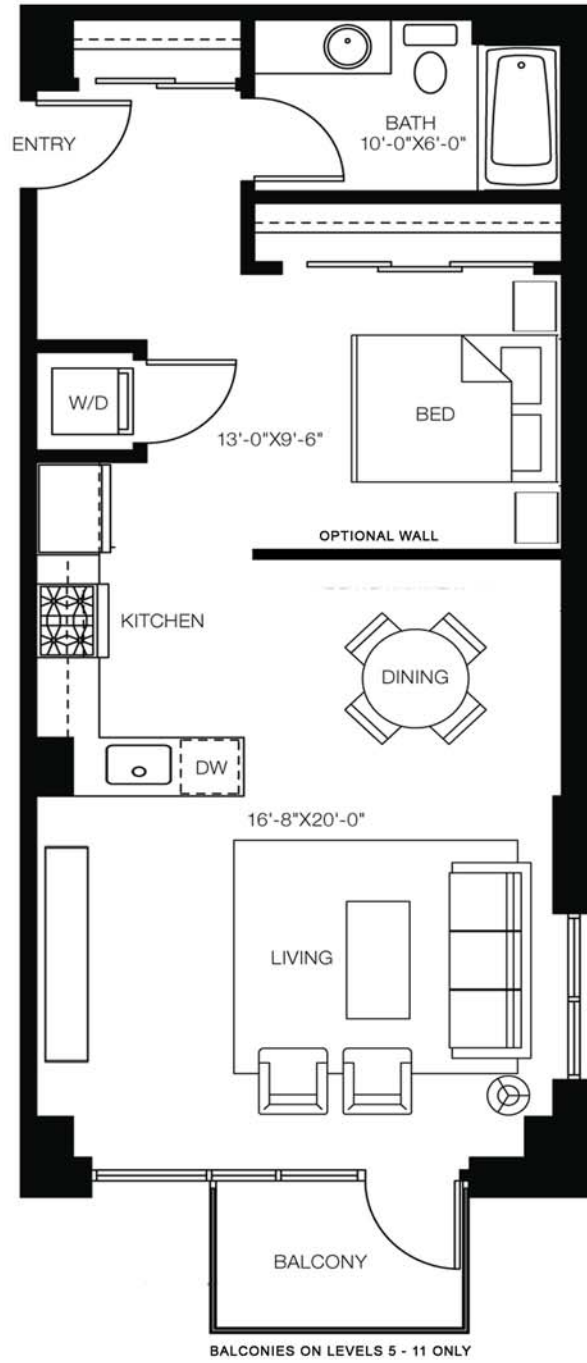 ENTRY
BATH
10'-0"X6'-0"
W/D
BED
13'-0"X9'-6"
OPTIONAL WALL
KITCHEN
DINING
DW
16'-8"X20'-0"
LIVING
BALCONY
BALCONIES ON LEVELS 5 - 11 ONLY